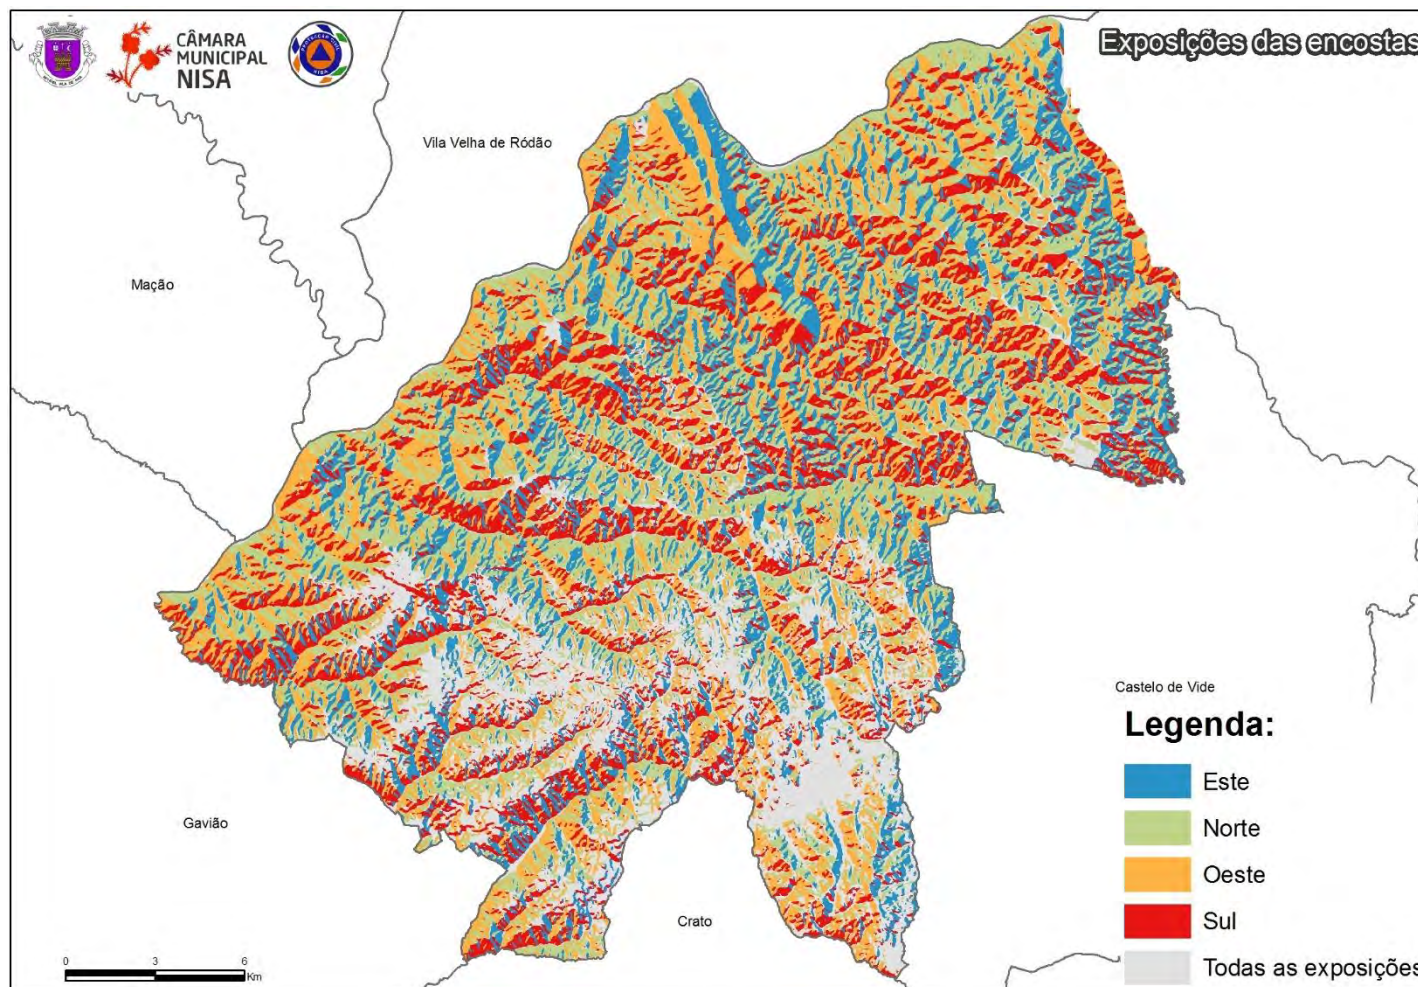 CÂMARA
MUNICIPAL
NISA
Exposições das encostas
Vila Velha de Ródão
Mação
Castelo de Vide
Legenda:
Este
Norte
Oeste
Sul
Todas as exposições
Gavião
Crato
0 3 6
Km